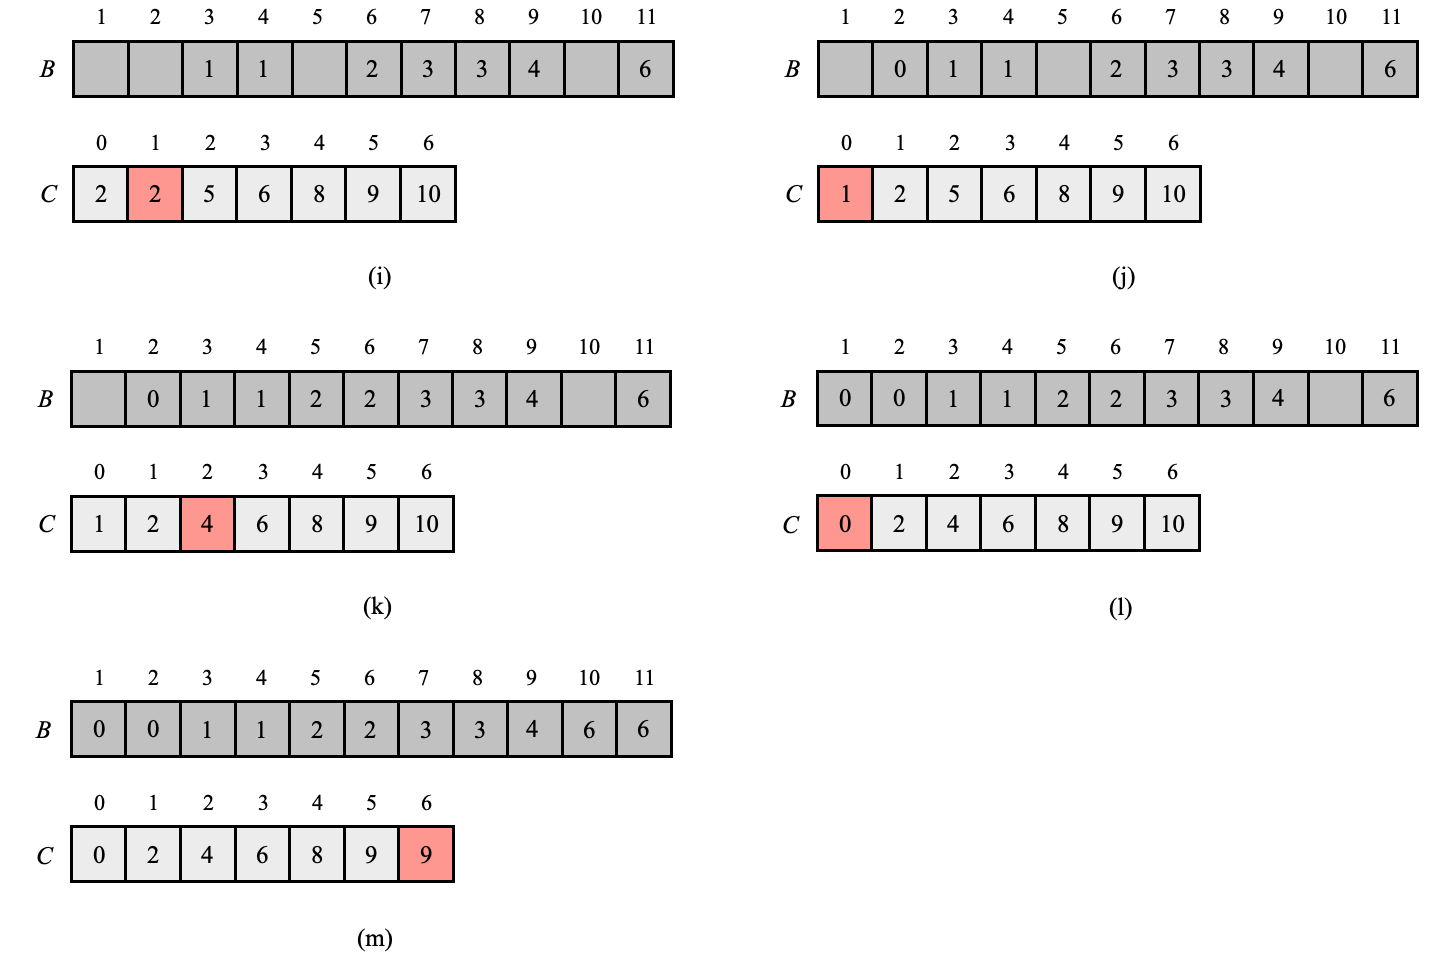 1 2 3 4 5 6 7 8 9 10 11
B 1 1 2 3 3 4 6
0 1 2 3 4 5 6
C 2 2 5 6 8 9 10
(i)
1 2 3 4 5 6 7 8 9 10 11
B 0 1 1 2 3 3 4 6
0 1 2 3 4 5 6
C 1 2 5 6 8 9 10
(j)
1 2 3 4 5 6 7 8 9 10 11
B 0 1 1 2 2 3 3 4 6
0 1 2 3 4 5 6
C 1 2 4 6 8 9 10
(k)
1 2 3 4 5 6 7 8 9 10 11
B 0 0 1 1 2 2 3 3 4 6
0 1 2 3 4 5 6
C 0 2 4 6 8 9 10
(l)
1 2 3 4 5 6 7 8 9 10 11
B 0 0 1 1 2 2 3 3 4 6 6
0 1 2 3 4 5 6
C 0 2 4 6 8 9 9
(m)